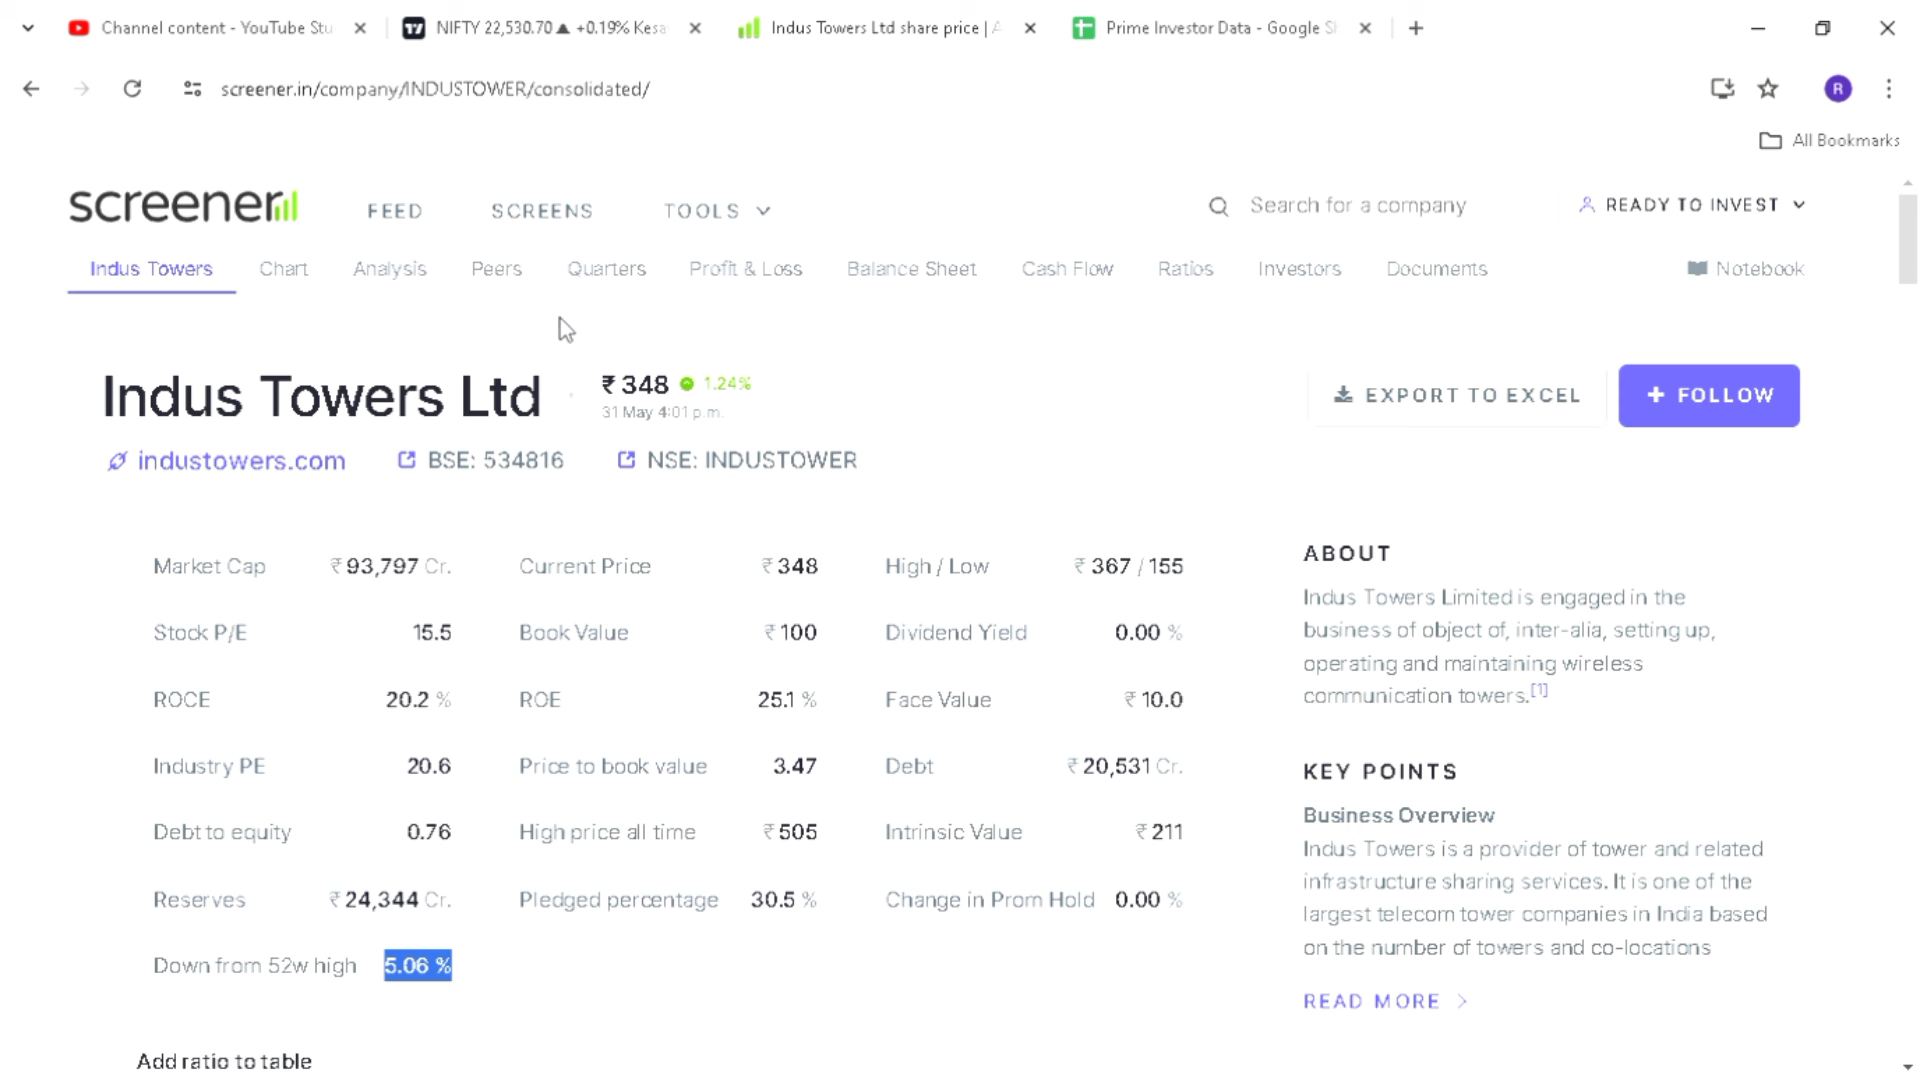 Channel content - YouTube Stu
NIFTY 22,530.70 ▲ +0.19% Kesa
Indus Towers Ltd share price | A
Prime Investor Data - Google Sh
screener.in/company/INDUSTOWER/consolidated/
R
All Bookmarks
screener
FEED
SCREENS
TOOLS
Search for a company
READY TO INVEST
Indus Towers
Chart
Analysis
Peers
Quarters
Profit & Loss
Balance Sheet
Cash Flow
Ratios
Investors
Documents
Notebook
Indus Towers Ltd
₹ 348 1.24%
31 May 4:01 p.m.
EXPORT TO EXCEL
+ FOLLOW
industowers.com
BSE: 534816
NSE: INDUSTOWER
Market Cap ₹ 93,797 Cr.
Current Price ₹ 348
High / Low ₹ 367 / 155
Stock P/E 15.5
Book Value ₹ 100
Dividend Yield 0.00 %
ROCE 20.2 %
ROE 25.1 %
Face Value ₹ 10.0
Industry PE 20.6
Price to book value 3.47
Debt ₹ 20,531 Cr.
Debt to equity 0.76
High price all time ₹ 505
Intrinsic Value ₹ 211
Reserves ₹ 24,344 Cr.
Pledged percentage 30.5 %
Change in Prom Hold 0.00 %
Down from 52w high 5.06 %
Add ratio to table
ABOUT
Indus Towers Limited is engaged in the
business of object of, inter-alia, setting up,
operating and maintaining wireless
communication towers.[1]
KEY POINTS
Business Overview
Indus Towers is a provider of tower and related
infrastructure sharing services. It is one of the
largest telecom tower companies in India based
on the number of towers and co-locations
READ MORE